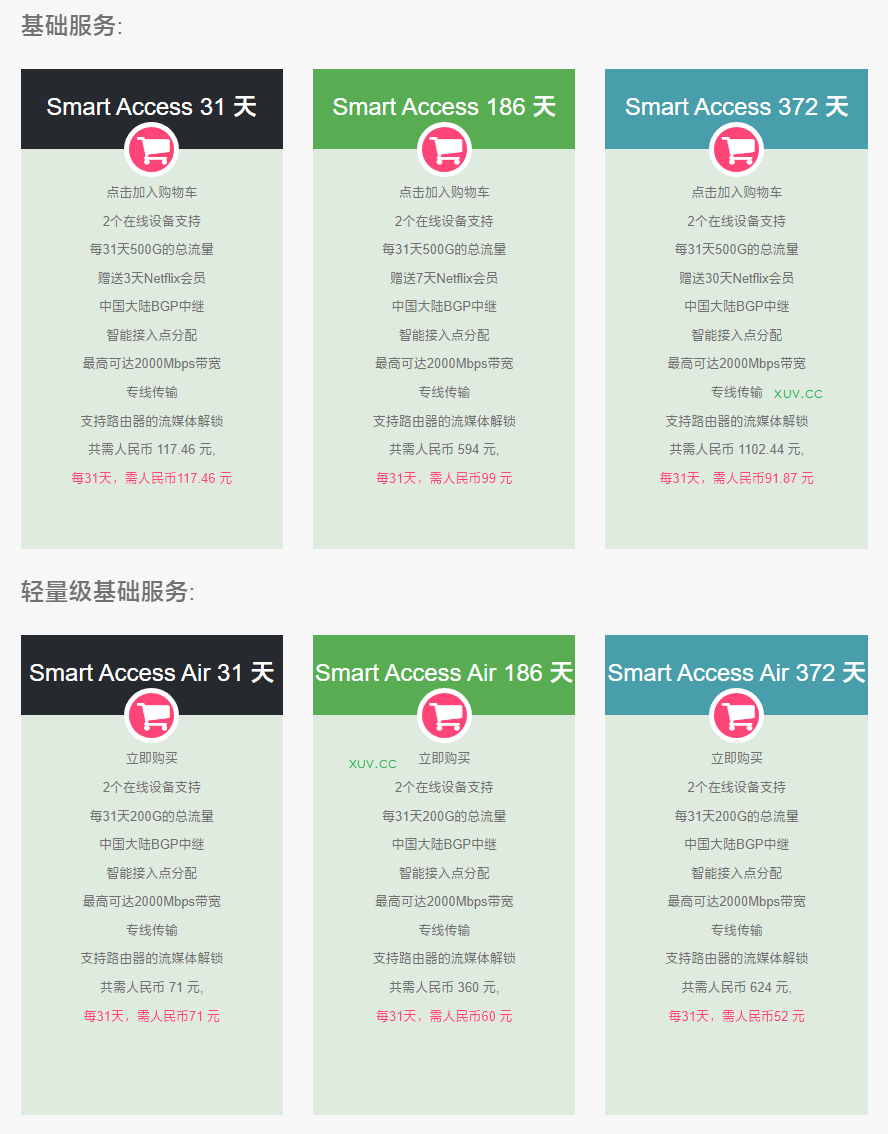 基础服务:
Smart Access 31 天
点击加入购物车
2个在线设备支持
每31天500G的总流量
赠送3天Netflix会员
中国大陆BGP中继
智能接入点分配
最高可达2000Mbps带宽
专线传输
支持路由器的流媒体解锁
共需人民币 117.46 元,
每31天，需人民币117.46 元
Smart Access 186 天
点击加入购物车
2个在线设备支持
每31天500G的总流量
赠送7天Netflix会员
中国大陆BGP中继
智能接入点分配
最高可达2000Mbps带宽
专线传输
支持路由器的流媒体解锁
共需人民币 594 元,
每31天，需人民币99 元
Smart Access 372 天
点击加入购物车
2个在线设备支持
每31天500G的总流量
赠送30天Netflix会员
中国大陆BGP中继
智能接入点分配
最高可达2000Mbps带宽
专线传输
XUV.CC
支持路由器的流媒体解锁
共需人民币 1102.44 元,
每31天，需人民币91.87 元
轻量级基础服务:
Smart Access Air 31 天
立即购买
2个在线设备支持
每31天200G的总流量
中国大陆BGP中继
智能接入点分配
最高可达2000Mbps带宽
专线传输
支持路由器的流媒体解锁
共需人民币 71 元,
每31天，需人民币71 元
Smart Access Air 186 天
立即购买
XUV.CC
2个在线设备支持
每31天200G的总流量
中国大陆BGP中继
智能接入点分配
最高可达2000Mbps带宽
专线传输
支持路由器的流媒体解锁
共需人民币 360 元,
每31天，需人民币60 元
Smart Access Air 372 天
立即购买
2个在线设备支持
每31天200G的总流量
中国大陆BGP中继
智能接入点分配
最高可达2000Mbps带宽
专线传输
支持路由器的流媒体解锁
共需人民币 624 元,
每31天，需人民币52 元